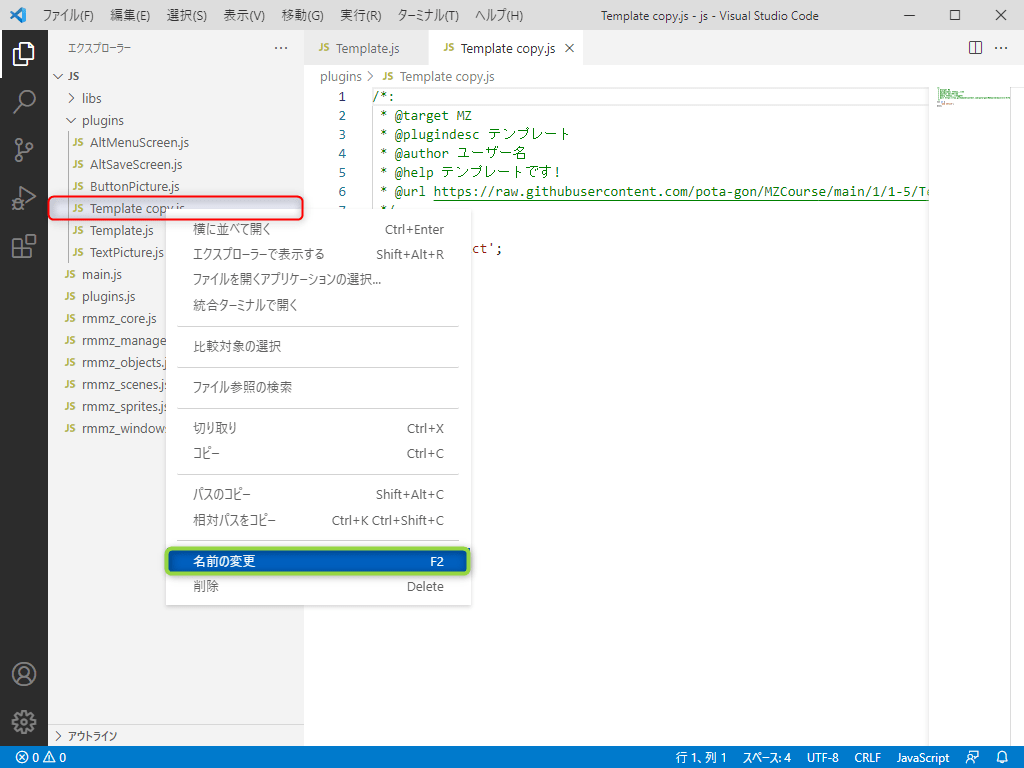 ファイル(F) 編集(E) 選択(S) 表示(V) 移動(G) 実行(R) ターミナル(T) ヘルプ(H) Template copy.js - js - Visual Studio Code
エクスプローラー ...
JS Template.js JS Template copy.js
plugins > JS Template copy.js
JS
libs
plugins
JS AltMenuScreen.js
JS AltSaveScreen.js
JS ButtonPicture.js
JS Template copy.js
JS Template.js
JS TextPicture.js
JS main.js
JS plugins.js
JS rmmz_core.js
JS rmmz_manage
JS rmmz_objects.j
JS rmmz_scenes.js
JS rmmz_sprites.js
JS rmmz_window
アウトライン
1 /*:
2 * @target MZ
3 * @plugindesc テンプレート
4 * @author ユーザー名
5 * @help テンプレートです!
6 * @url https://raw.githubusercontent.com/pota-gon/MZCourse/main/1/1-5/Te
7 */
ct';
横に並べて開く Ctrl+Enter
エクスプローラーで表示する Shift+Alt+R
ファイルを開くアプリケーションの選択...
統合ターミナルで開く
比較対象の選択
ファイル参照の検索
切り取り Ctrl+X
コピー Ctrl+C
パスのコピー Shift+Alt+C
相対パスをコピー Ctrl+K Ctrl+Shift+C
名前の変更 F2
削除 Delete
0 0 行 1、列 1 スペース: 4 UTF-8 CRLF JavaScript